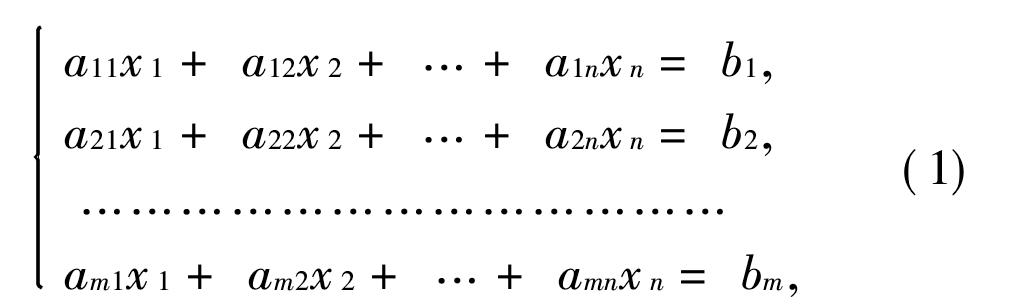 a₁₁x₁ + a₁₂x₂ + … + a₁ₙxₙ = b₁,
a₂₁x₁ + a₂₂x₂ + … + a₂ₙxₙ = b₂,
(1)
…………………………………
aₘ₁x₁ + aₘ₂x₂ + … + aₘₙxₙ = bₘ,